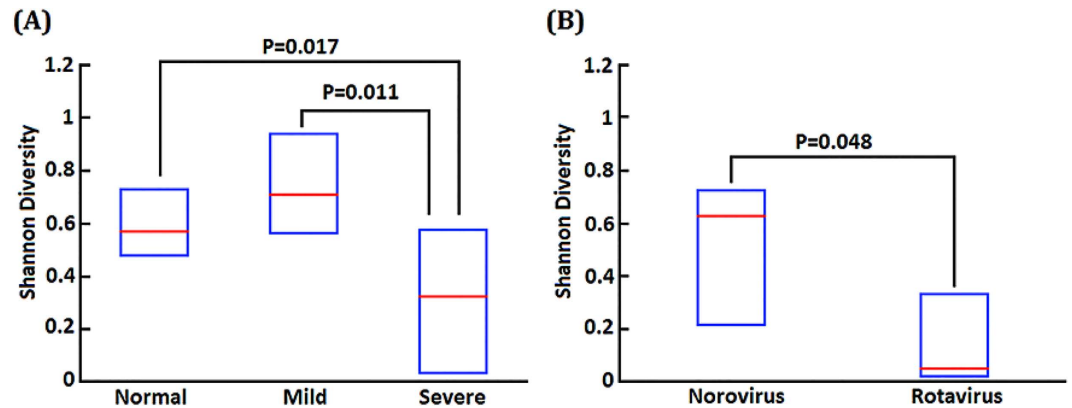 (A)
P=0.017
P=0.011
Shannon Diversity
1.2
1
0.8
0.6
0.4
0.2
0
Normal Mild Severe
(B)
P=0.048
Shannon Diversity
1.2
1
0.8
0.6
0.4
0.2
0
Norovirus Rotavirus